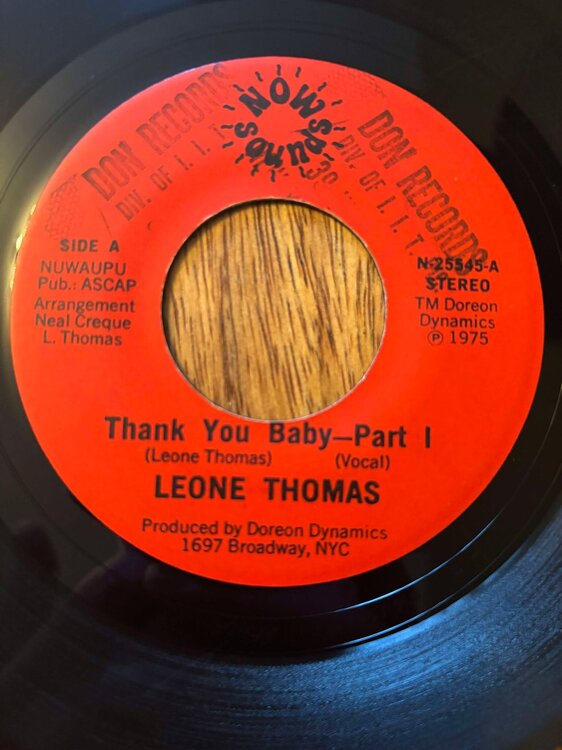 NOW sounds
DON RECORDS
DIV. OF I. I. T.
DON RECORDS
DIV. OF I. I. T.
SIDE A
NUWAUPU
Pub.: ASCAP
Arrangement
Neal Creque
L. Thomas
N-25545-A
STEREO
TM Doreon
Dynamics
Ⓟ 1975
Thank You Baby—Part I
(Leone Thomas) (Vocal)
LEONE THOMAS
Produced by Doreon Dynamics
1697 Broadway, NYC